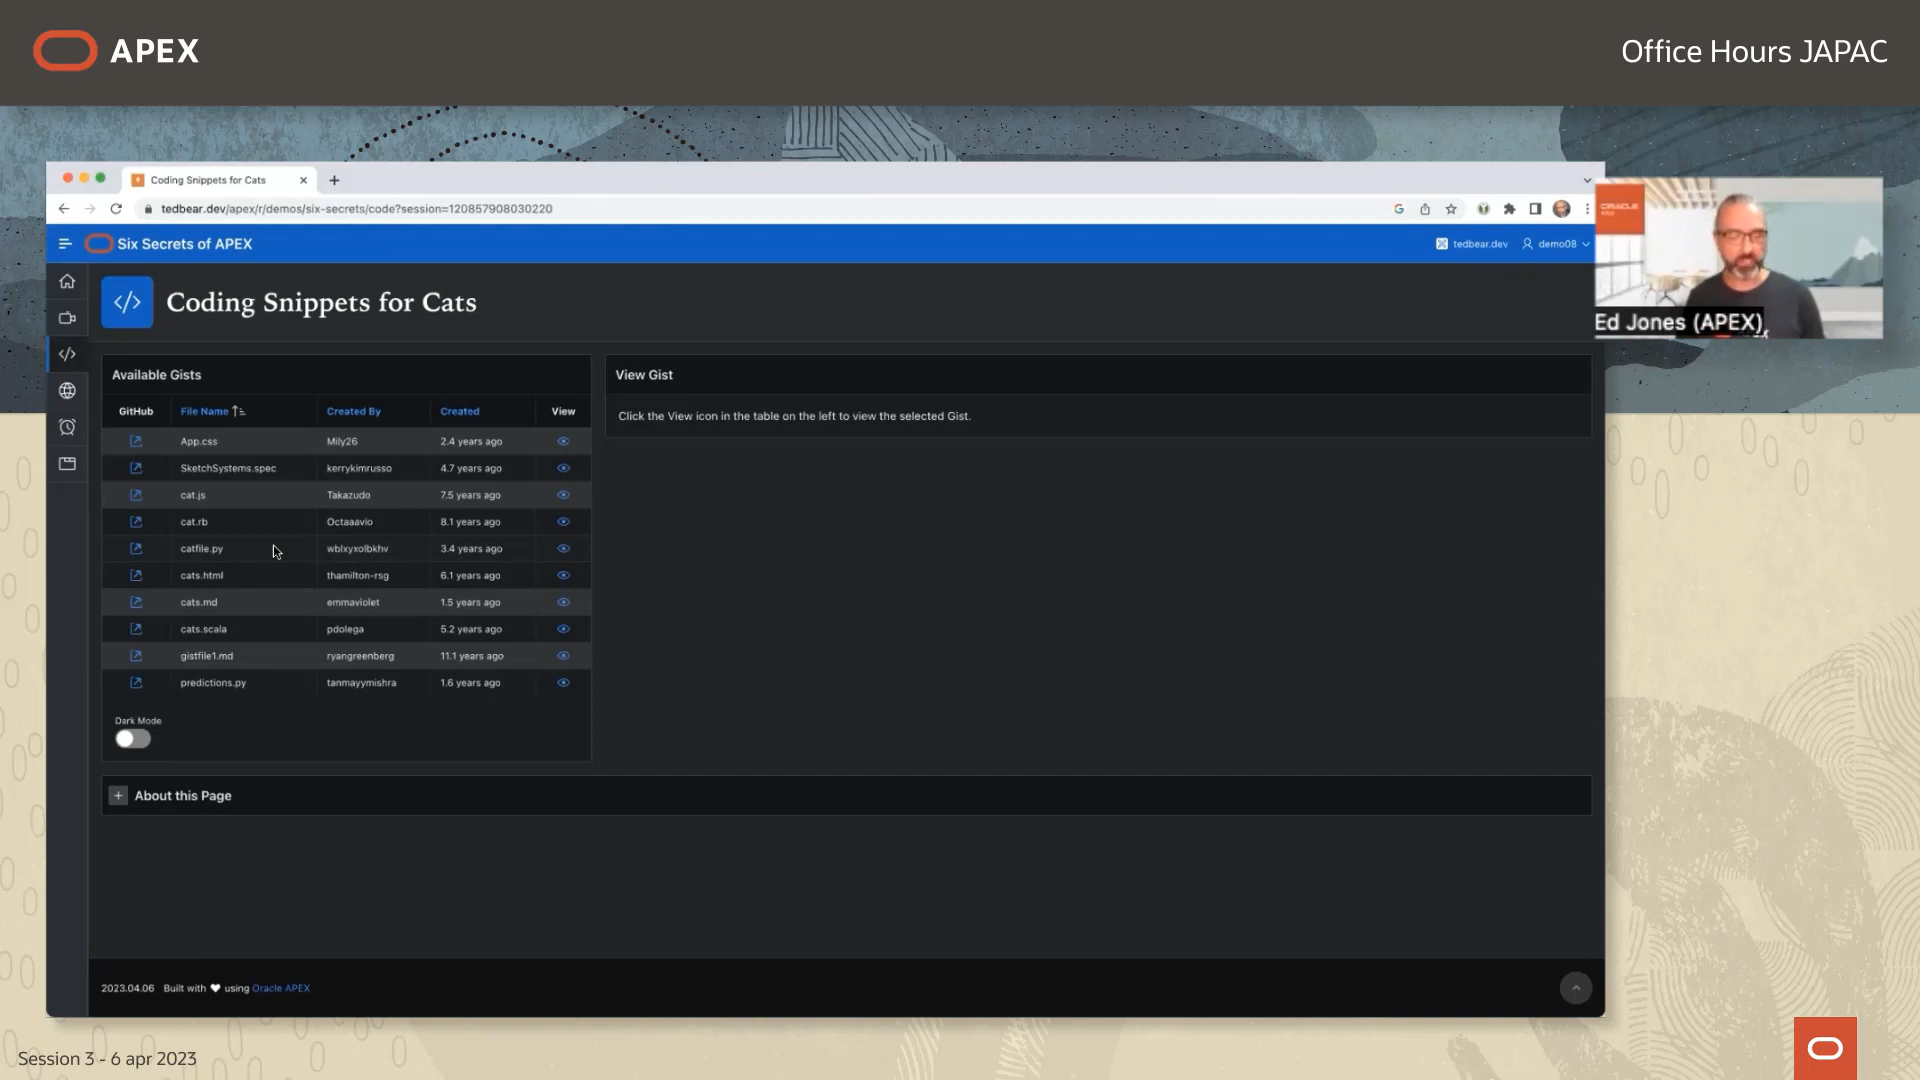 APEX
Office Hours JAPAC
Coding Snippets for Cats
tedbear.dev/apex/r/demos/six-secrets/code?session=120857908030220
Six Secrets of APEX
tedbear.dev
demo08
ORACLE
APEX
Ed Jones (APEX)
Coding Snippets for Cats
Available Gists
GitHub File Name Created By Created View
App.css Mily26 2.4 years ago
SketchSystems.spec kerrykimrusso 4.7 years ago
cat.js Takazudo 7.5 years ago
cat.rb Octaaavio 8.1 years ago
catfile.py wblxyxolbkhv 3.4 years ago
cats.html thamilton-rsg 6.1 years ago
cats.md emmaviolet 1.5 years ago
cats.scala pdolega 5.2 years ago
gistfile1.md ryangreenberg 11.1 years ago
predictions.py tanmayymishra 1.6 years ago
Dark Mode
View Gist
Click the View icon in the table on the left to view the selected Gist.
About this Page
2023.04.06 Built with ♥ using Oracle APEX
Session 3 - 6 apr 2023